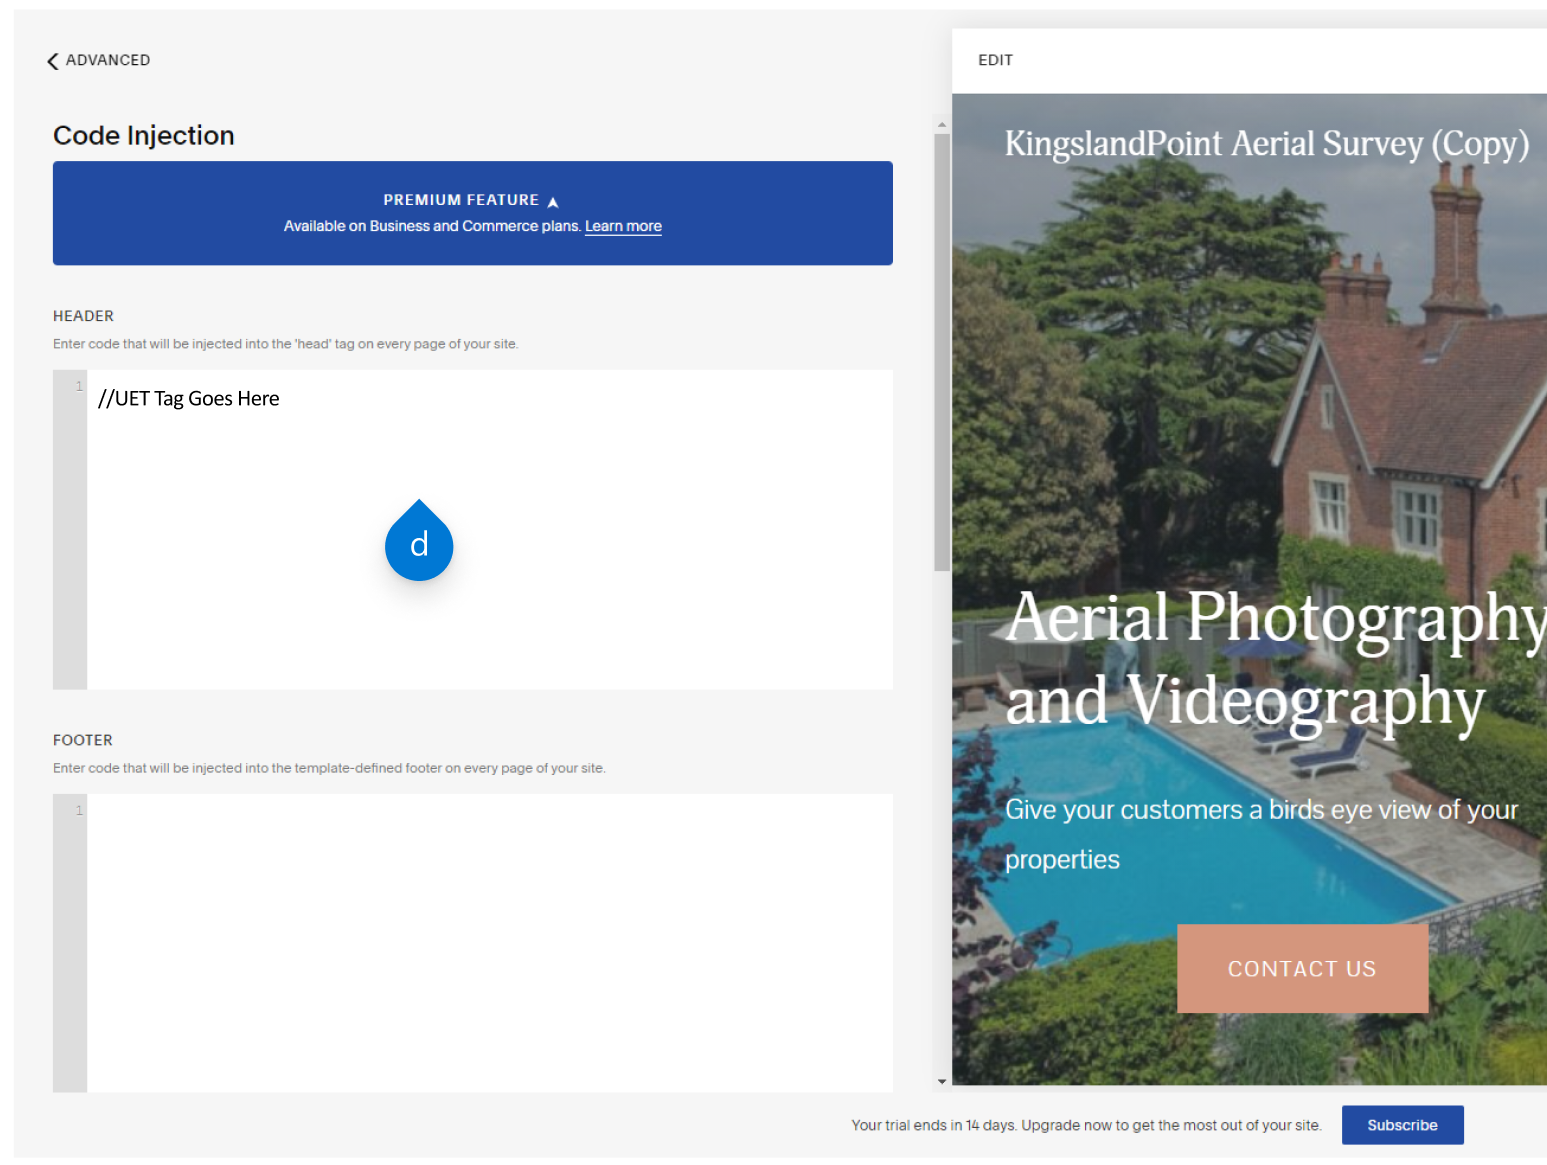 ADVANCED
Code Injection
PREMIUM FEATURE
Available on Business and Commerce plans. Learn more
HEADER
Enter code that will be injected into the 'head' tag on every page of your site.
1
//UET Tag Goes Here
d
FOOTER
Enter code that will be injected into the template-defined footer on every page of your site.
1
EDIT
KingslandPoint Aerial Survey (Copy)
Aerial Photography
and Videography
Give your customers a birds eye view of your
properties
CONTACT US
Your trial ends in 14 days. Upgrade now to get the most out of your site.
Subscribe